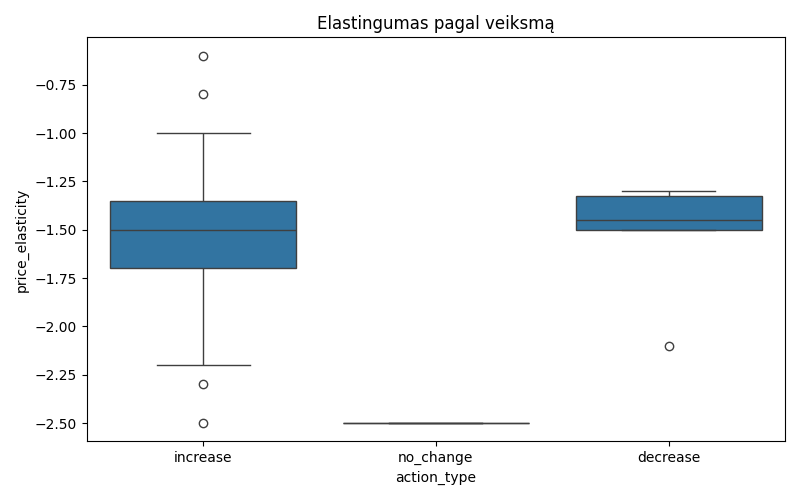 Elastingumas pagal veiksmą
price_elasticity
−0.75
−1.00
−1.25
−1.50
−1.75
−2.00
−2.25
−2.50
increase
no_change
decrease
action_type